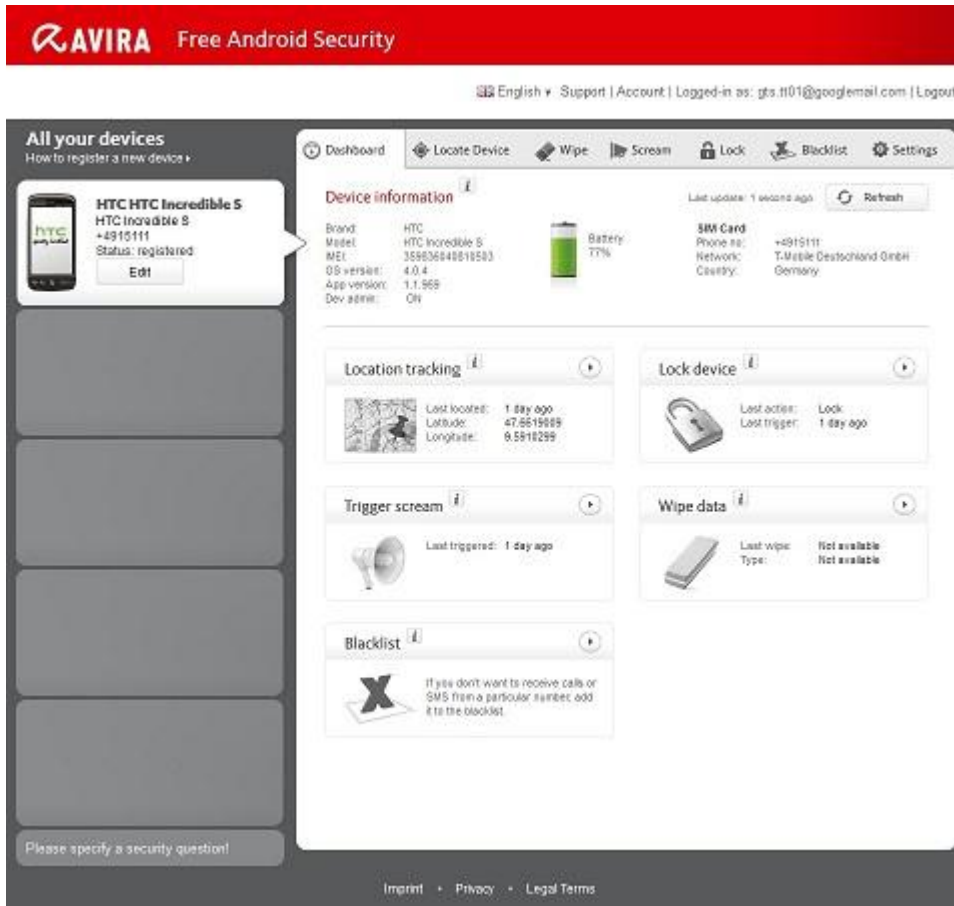 AVIRA Free Android Security
English Support | Account | Logged-in as: gts.tt01@googlemail.com | Logout
All your devices
How to register a new device
HTC HTC Incredible S
HTC Incredible S
+4915111
Status: registered
Edit
Dashboard Locate Device Wipe Scream Lock Blacklist Settings
Device information i
Last update: 1 second ago Refresh
Brand: HTC
Model: HTC Incredible S
IMEI:
OS version: 4.0.4
App version: 1.1.969
Dev admin: ON
Battery
77%
SIM Card
Phone no: +4915111
Network: T-Mobile Deutschland GmbH
Country: Germany
Location tracking i
Last located: 1 day ago
Latitude: 47.6619089
Longitude: 9.5910299
Lock device i
Last action: Lock
Last trigger: 1 day ago
Trigger scream i
Last triggered: 1 day ago
Wipe data i
Last wipe: Not available
Type: Not available
Blacklist i
If you don't want to receive calls or
SMS from a particular number, add
it to the blacklist
Please specify a security question!
Imprint • Privacy • Legal Terms